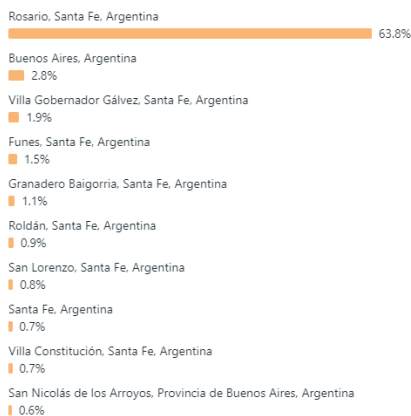 Rosario, Santa Fe, Argentina
63.8%
Buenos Aires, Argentina
2.8%
Villa Gobernador Gálvez, Santa Fe, Argentina
1.9%
Funes, Santa Fe, Argentina
1.5%
Granadero Baigorria, Santa Fe, Argentina
1.1%
Roldán, Santa Fe, Argentina
0.9%
San Lorenzo, Santa Fe, Argentina
0.8%
Santa Fe, Argentina
0.7%
Villa Constitución, Santa Fe, Argentina
0.7%
San Nicolás de los Arroyos, Provincia de Buenos Aires, Argentina
0.6%